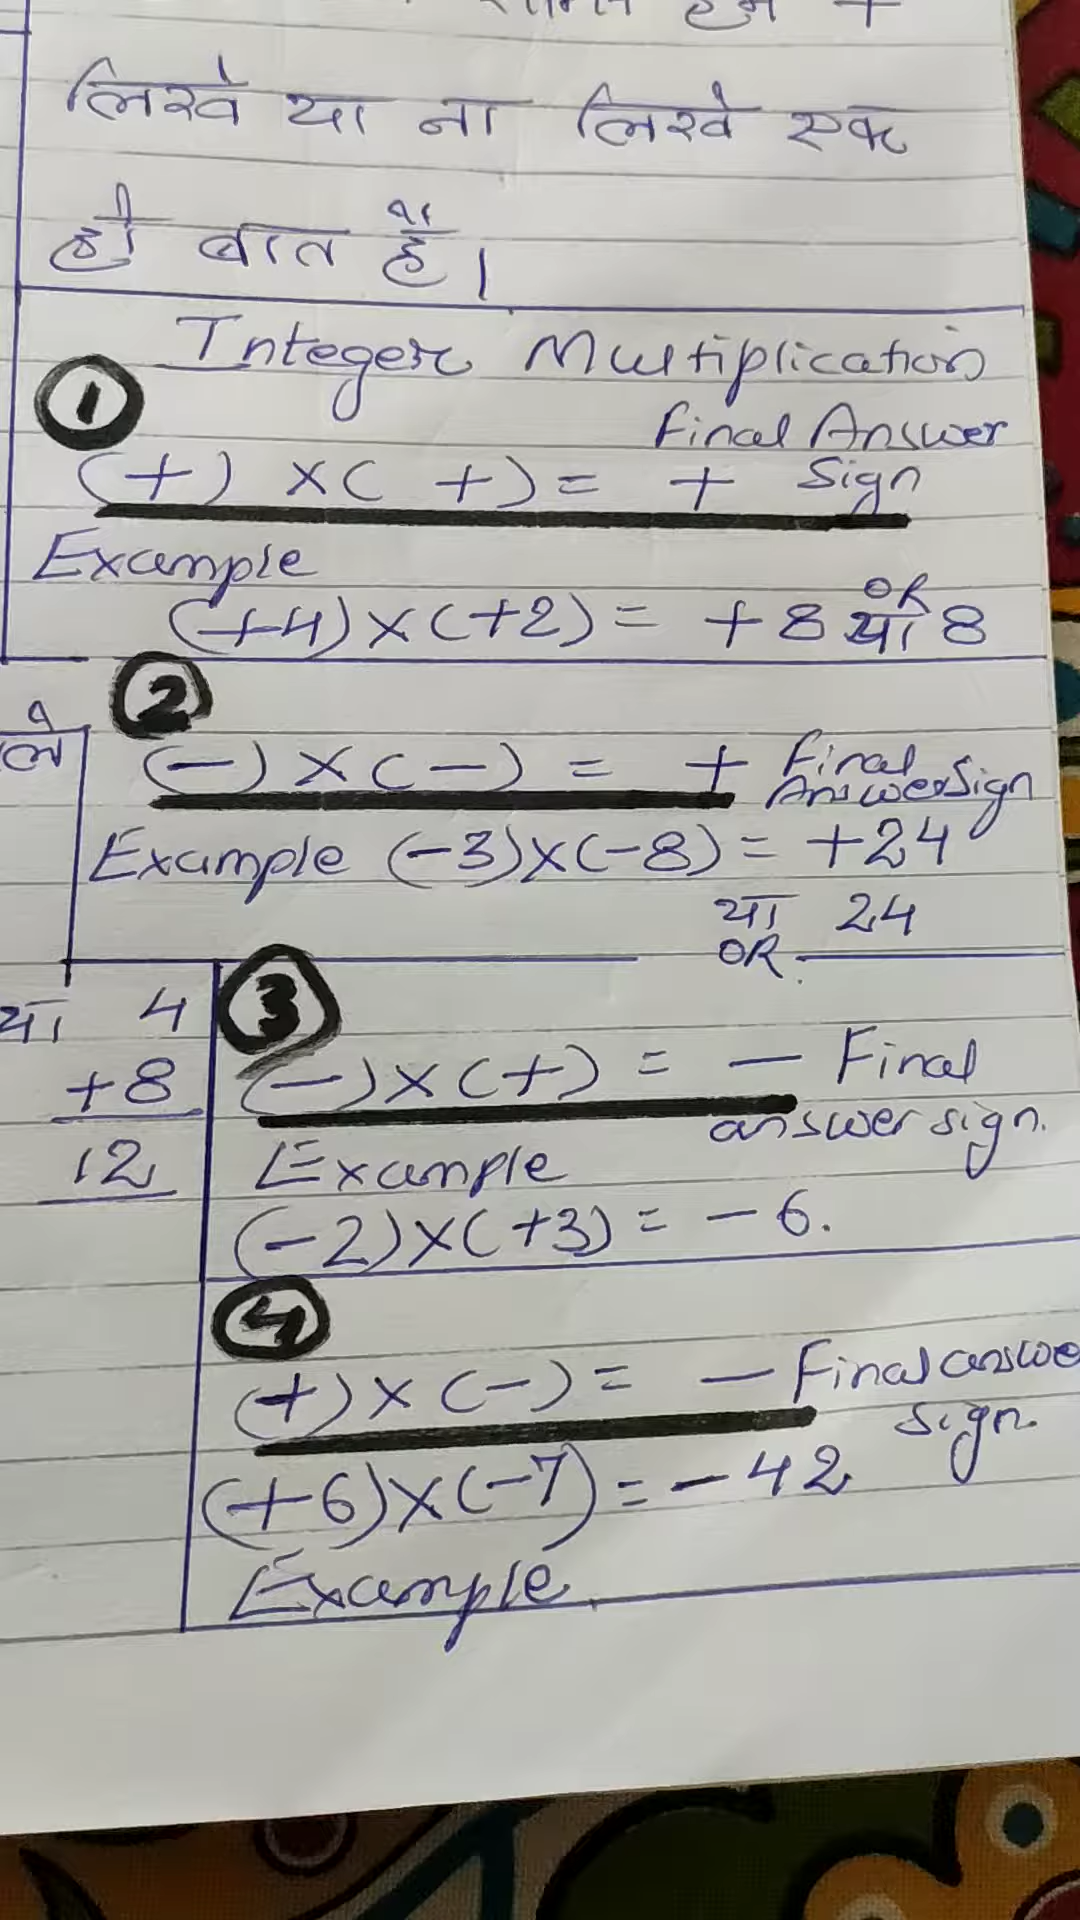 हम +
लिखे या ना लिखे एक
ही बात है।
Integer Multiplication
①
Final Answer
(+) ×( +) = + Sign
Example
(+4)×(+2) = +8 OR या 8
②
(-) × (-) = + Final
Answer Sign
Example (-3)×(-8) = +24
या 24
OR
ले
या 4
+8
12
③
(-)×(+) = - Final
answer sign.
Example
(-2)×(+3) = -6.
④
(+)×(-) = - Final answe
sign.
(+6)×(-7) = -42
Example